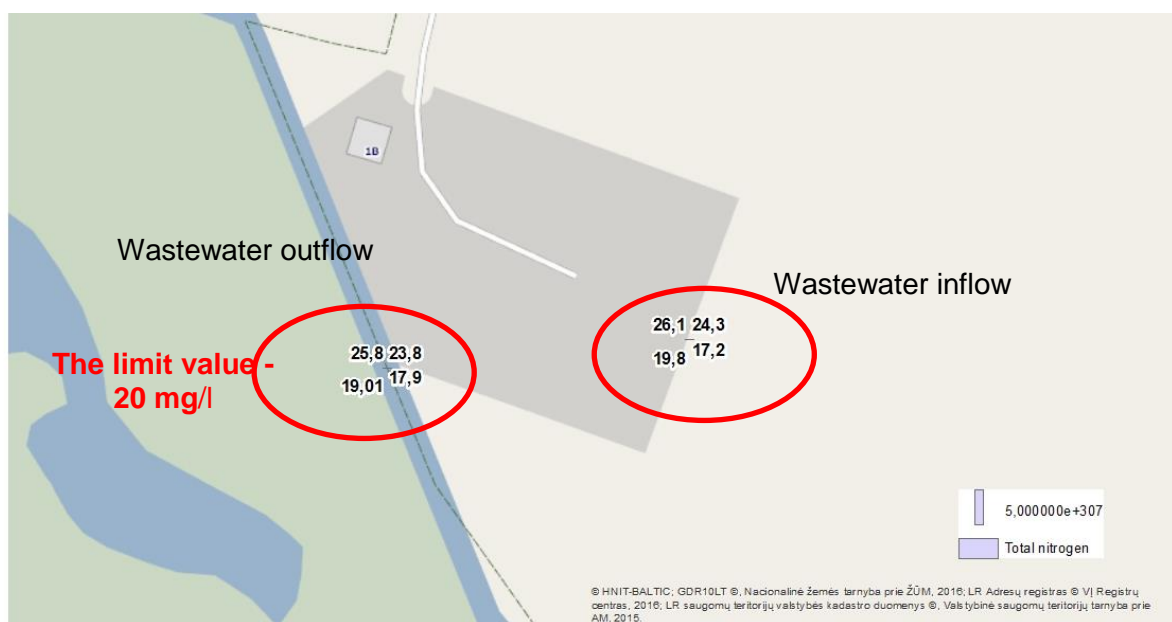 1B
Wastewater outflow
Wastewater inflow
26,1 24,3
19,8 17,2
The limit value -
20 mg/l
25,8 23,8
19,01 17,9
5,000000e+307
Total nitrogen
© HNIT-BALTIC; GDR10LT ©, Nacionalinė žemės tarnyba prie ŽŪM, 2016; LR Adresų registras © VĮ Registrų
centras, 2016; LR saugomų teritorijų valstybės kadastro duomenys ©, Valstybinė saugomų teritorijų tarnyba prie
AM, 2015.